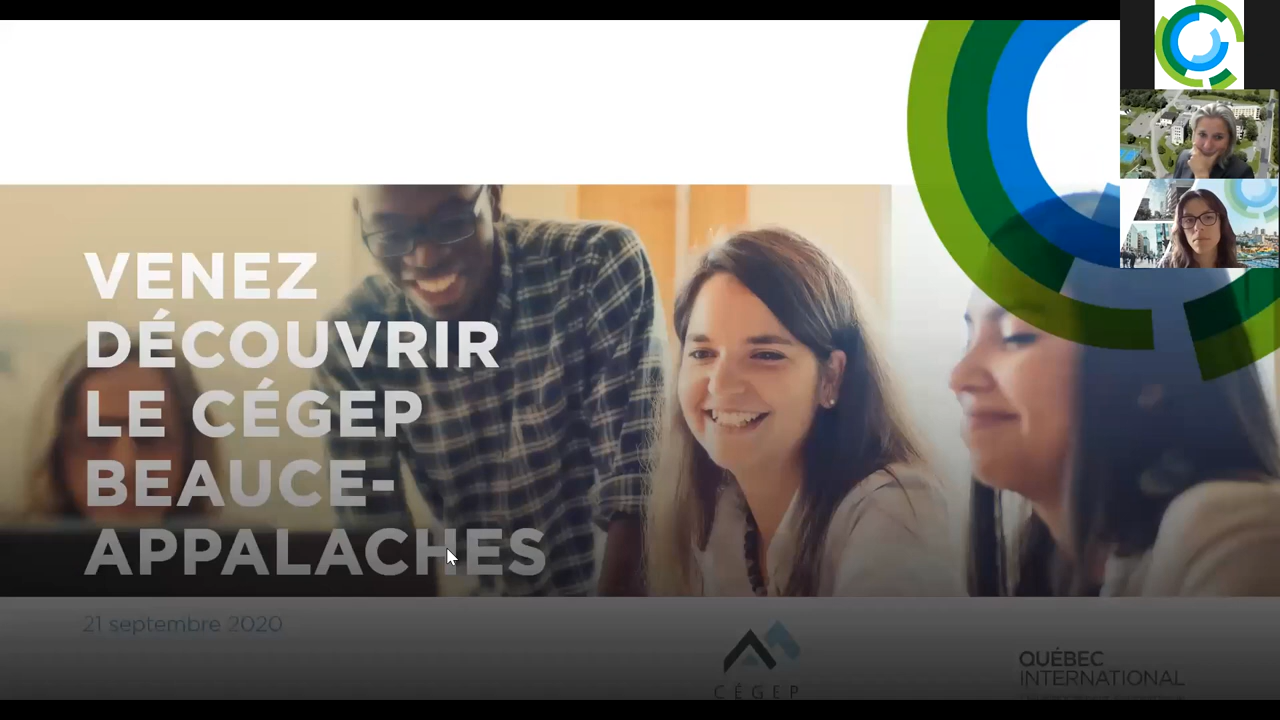 VENEZ
DÉCOUVRIR
LE CÉGEP
BEAUCE-
APPALACHES
21 septembre 2020
CÉGEP
QUÉBEC
INTERNATIONAL